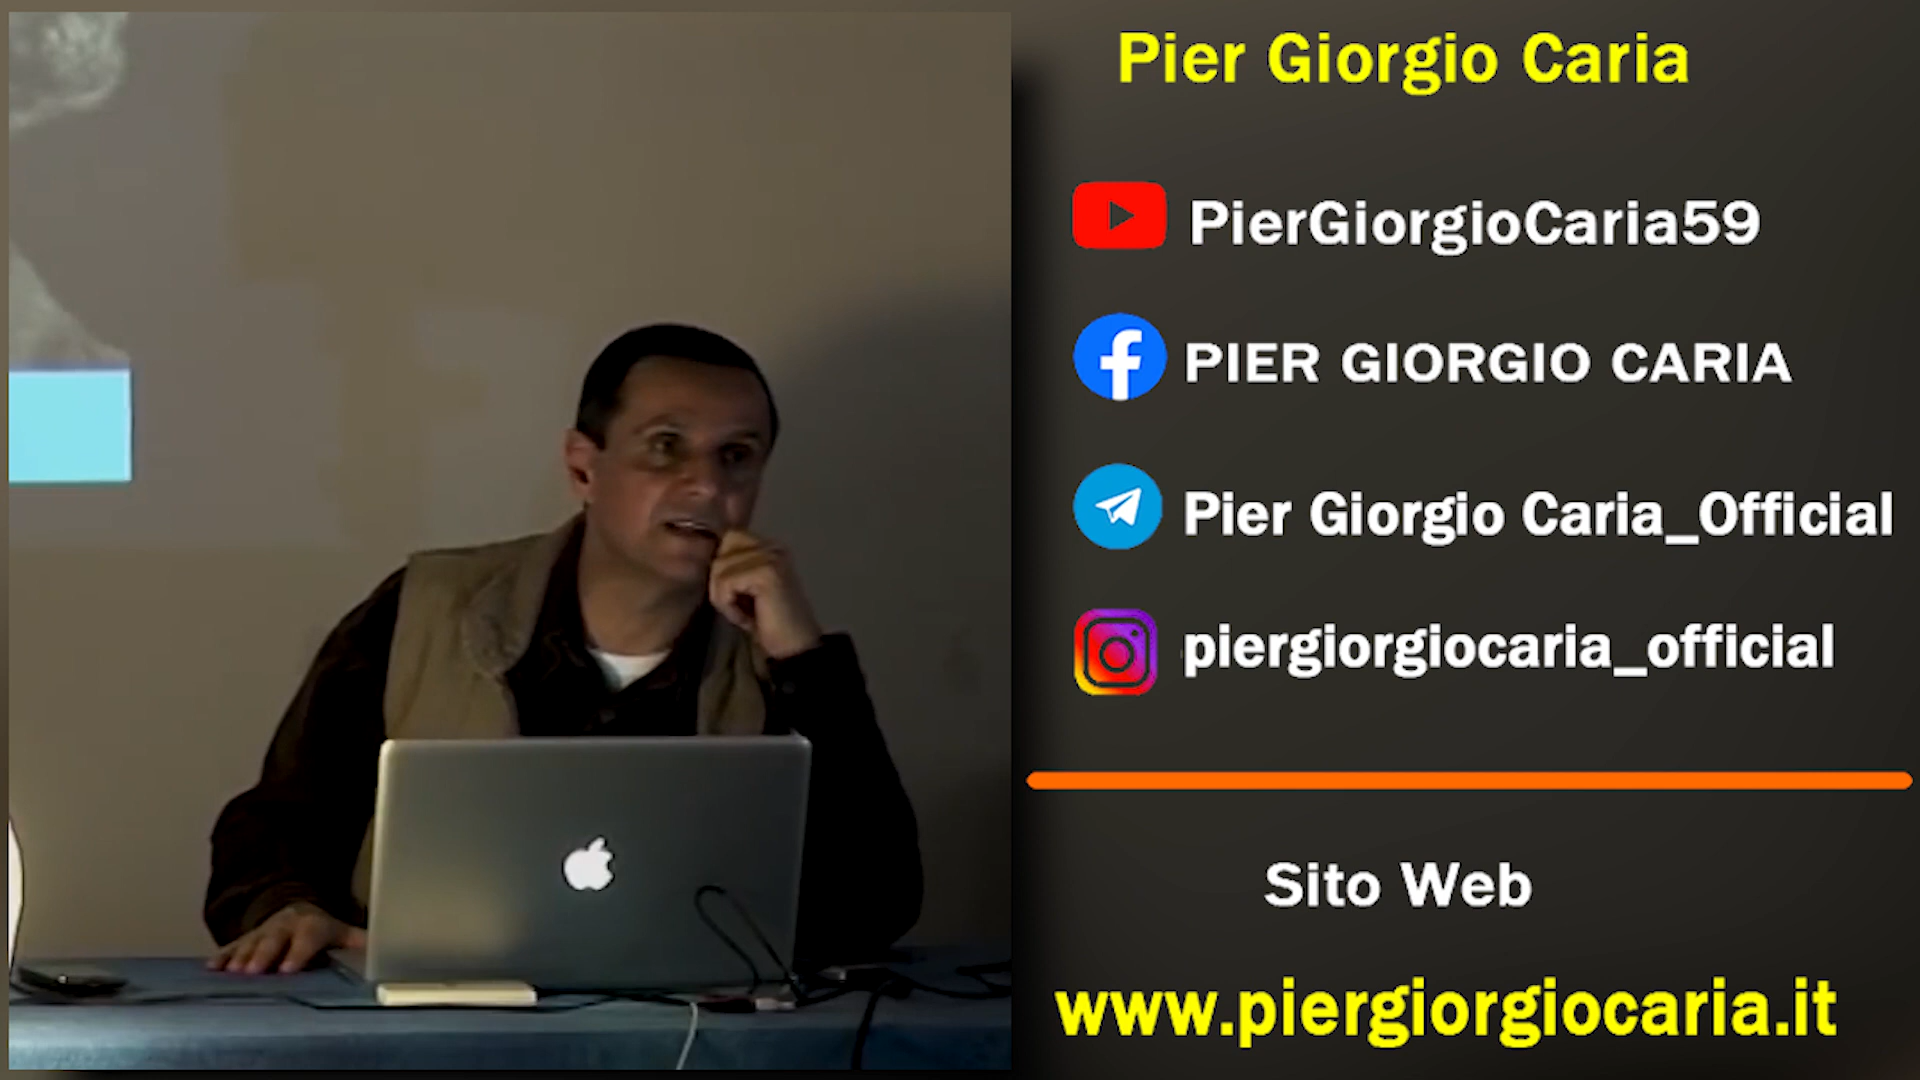 Pier Giorgio Caria
PierGiorgioCaria59
PIER GIORGIO CARIA
Pier Giorgio Caria_Official
piergiorgiocaria_official
Sito Web
www.piergiorgiocaria.it